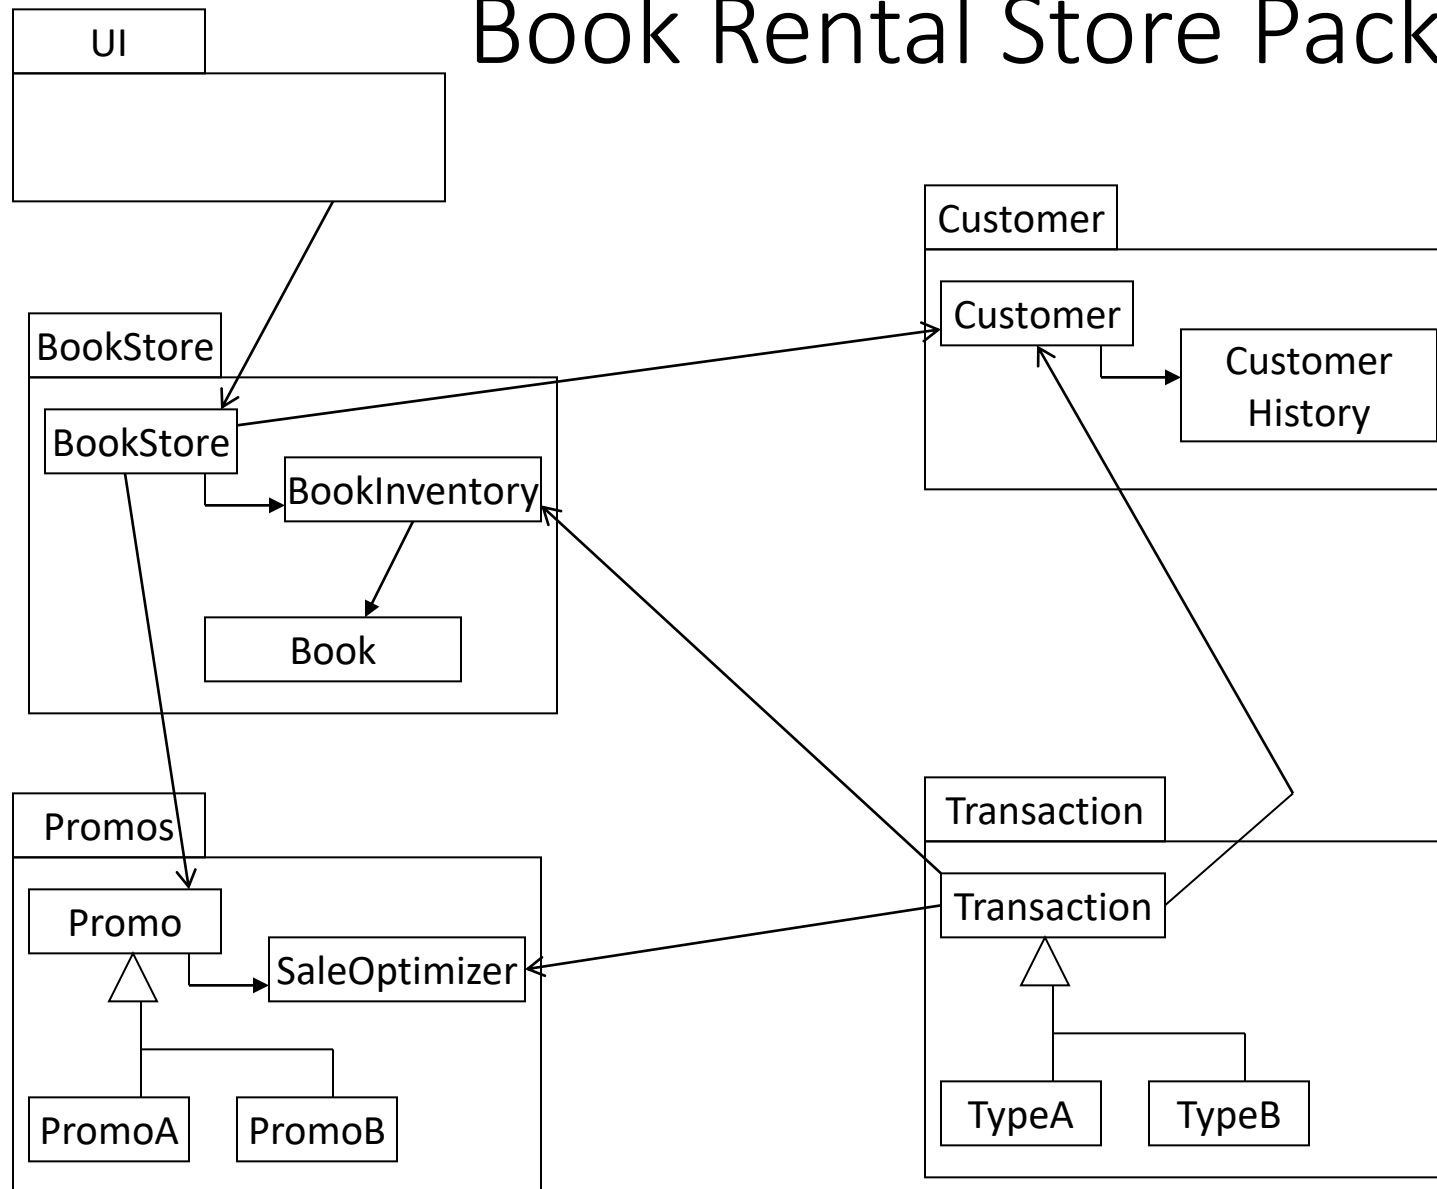 Book Rental Store Pack
UI
Customer
Customer
Customer
History
BookStore
BookStore
BookInventory
Book
Promos
Promo
SaleOptimizer
PromoA
PromoB
Transaction
Transaction
TypeA
TypeB